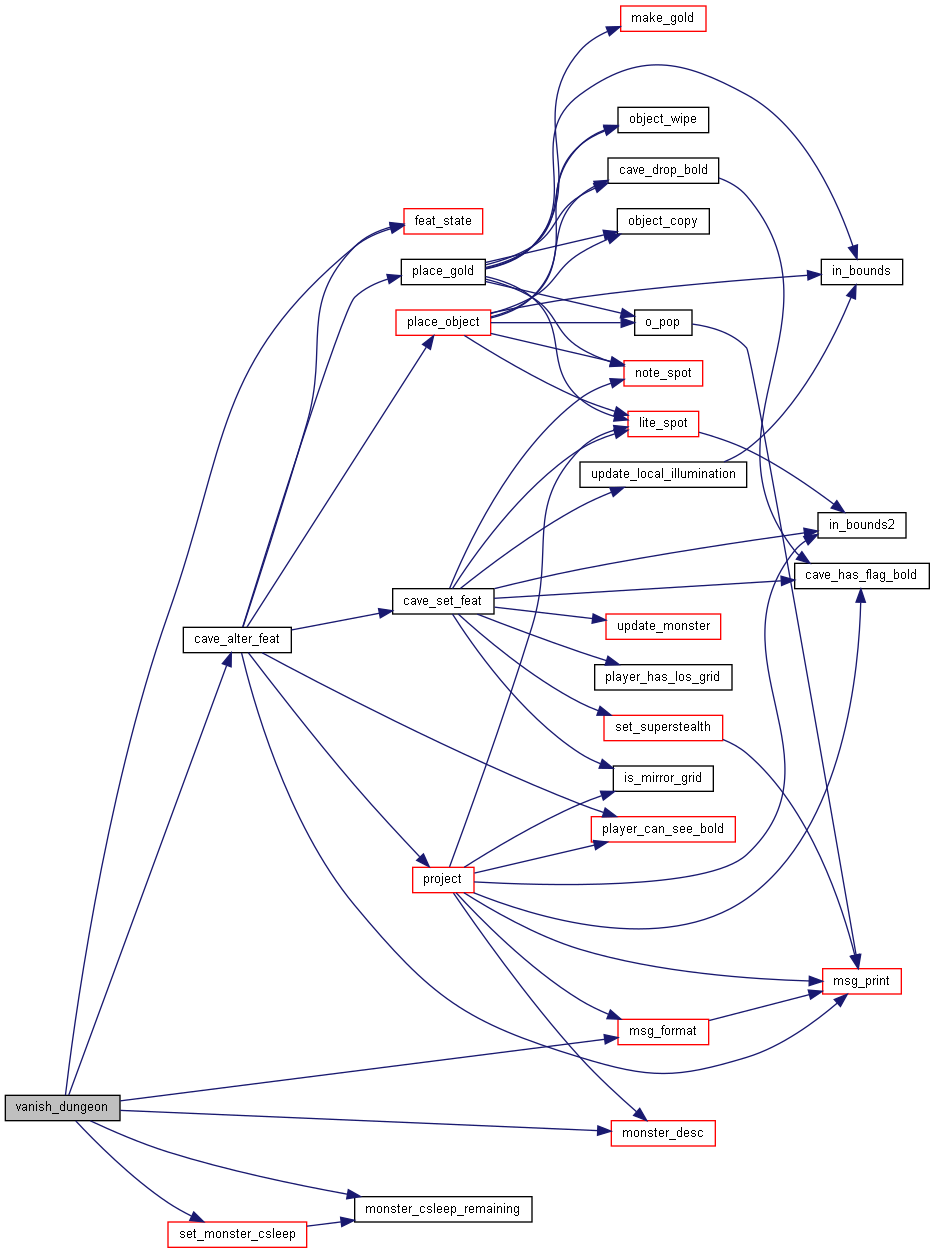 make_gold
object_wipe
cave_drop_bold
feat_state
object_copy
place_gold
in_bounds
place_object
o_pop
note_spot
lite_spot
update_local_illumination
in_bounds2
cave_has_flag_bold
cave_set_feat
update_monster
cave_alter_feat
player_has_los_grid
set_superstealth
is_mirror_grid
player_can_see_bold
project
msg_print
msg_format
vanish_dungeon
monster_desc
monster_csleep_remaining
set_monster_csleep